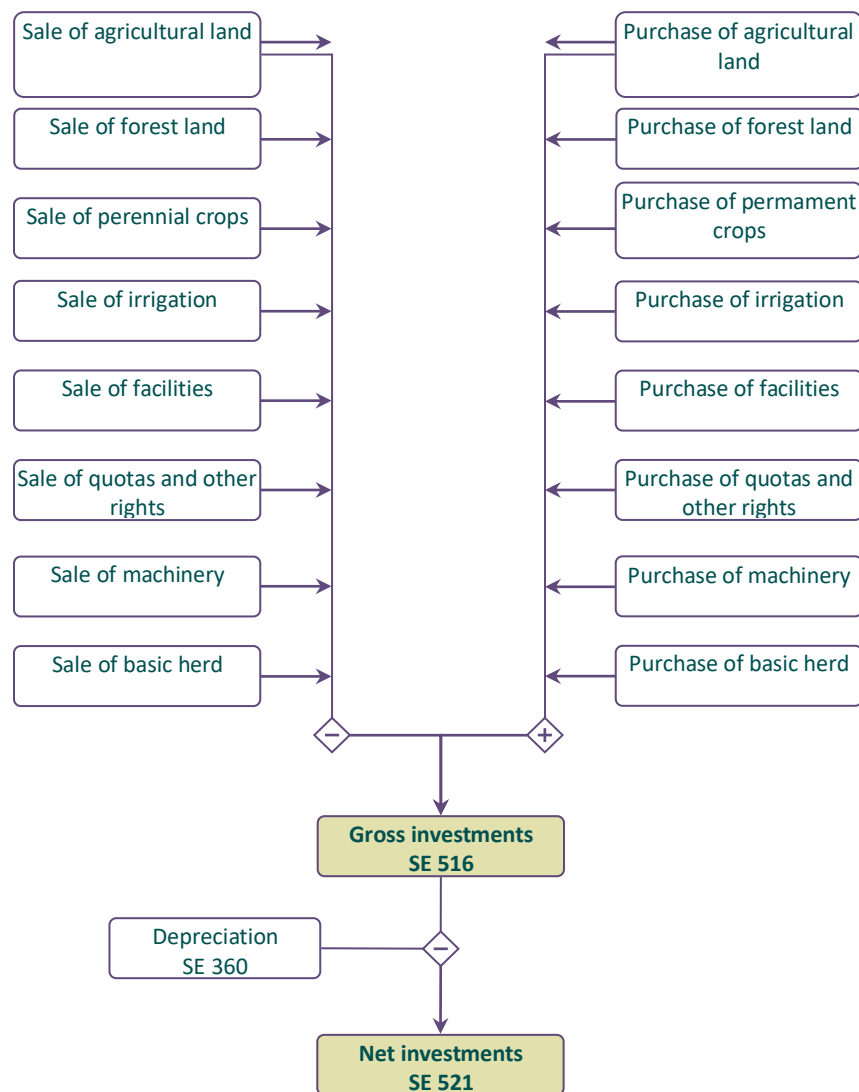 Sale of agricultural land
Purchase of agricultural
land
Sale of forest land
Purchase of forest land
Sale of perennial crops
Purchase of permament
crops
Sale of irrigation
Purchase of irrigation
Sale of facilities
Purchase of facilities
Sale of quotas and other
rights
Purchase of quotas and
other rights
Sale of machinery
Purchase of machinery
Sale of basic herd
Purchase of basic herd
−
+
Gross investments
SE 516
Depreciation
SE 360
−
Net investments
SE 521